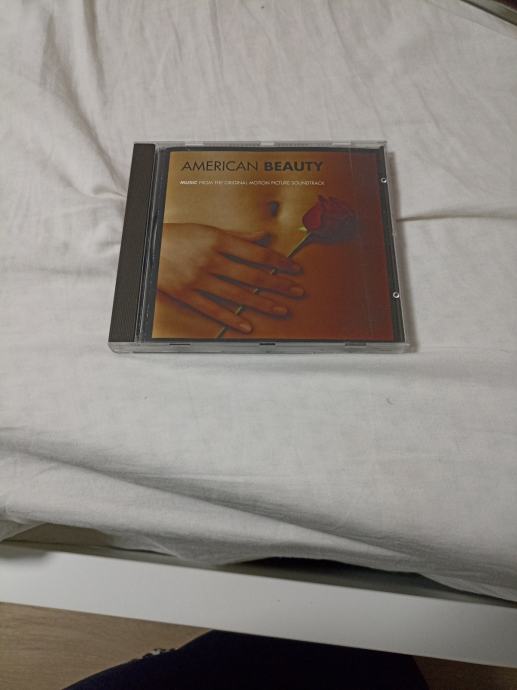 AMERICAN BEAUTY
MUSIC FROM THE ORIGINAL MOTION PICTURE SOUNDTRACK